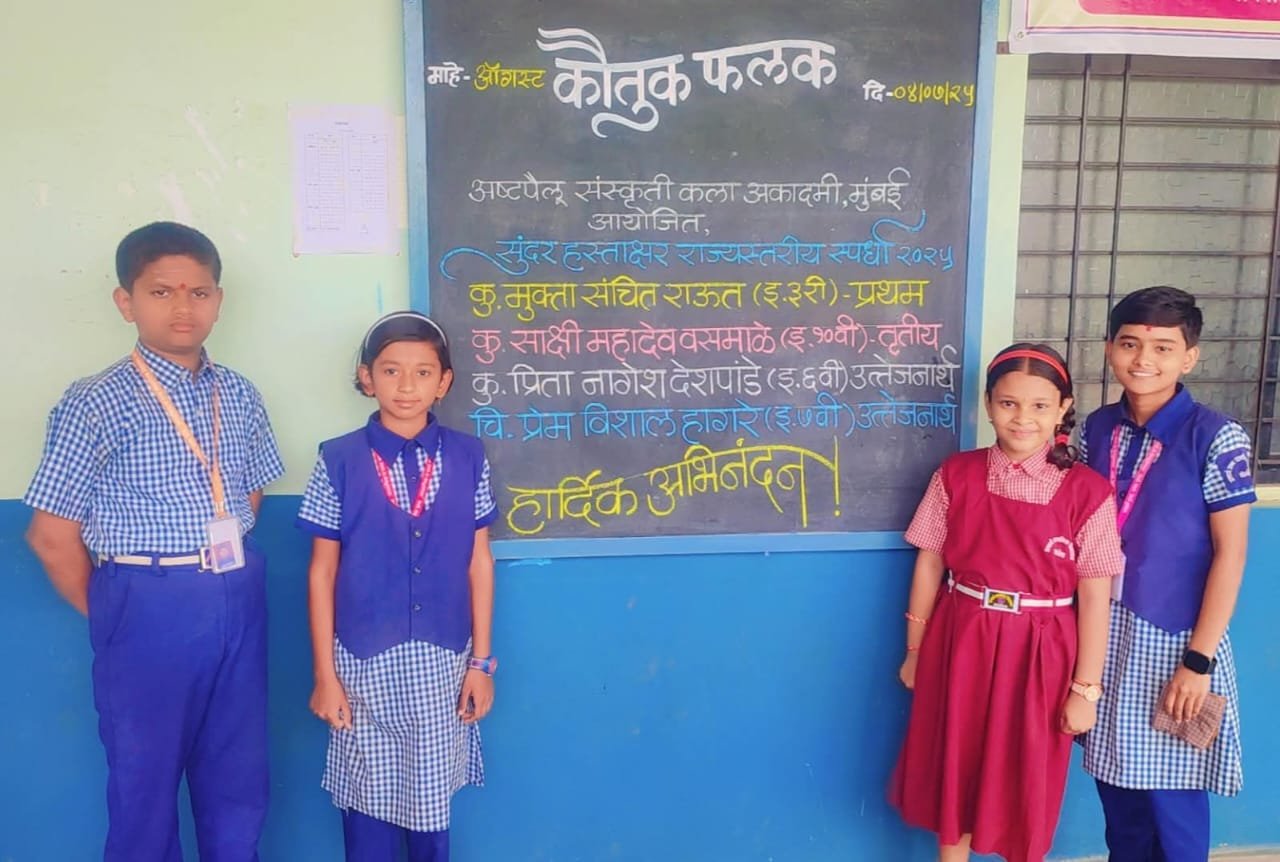 माहे- ऑगस्ट कौतुक फलक दि-०४/०७/२५
अष्टपैलू संस्कृती कला अकादमी,मुंबई
आयोजित,
सुंदर हस्ताक्षर राज्यस्तरीय स्पर्धा २०२५
कु. मुक्ता संचित राऊत (इ.३री) - प्रथम
कु. साक्षी महादेव वसमाळे (इ.१०वी)- तृतीय
कु. प्रिता नागेश देशपांडे (इ.६वी) उत्तेजनार्थ
चि. प्रेम विशाल हागरे (इ.७वी) उत्तेजनार्थ
हार्दिक अभिनंदन !